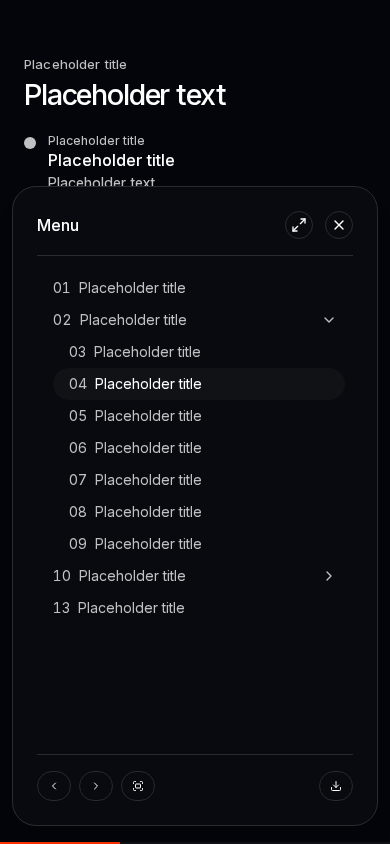 Placeholder title
Placeholder text
Placeholder title
Placeholder title
Placeholder text
Menu
01 Placeholder title
02 Placeholder title
03 Placeholder title
04 Placeholder title
05 Placeholder title
06 Placeholder title
07 Placeholder title
08 Placeholder title
09 Placeholder title
10 Placeholder title
13 Placeholder title